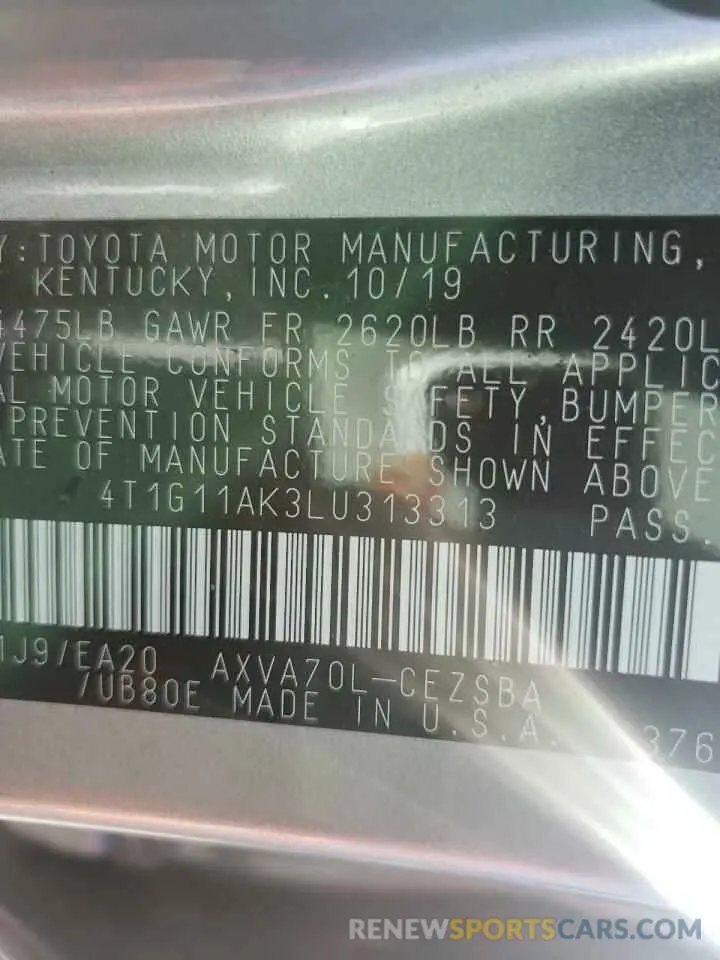 Y:TOYOTA MOTOR MANUFACTURING,
KENTUCKY, INC. 10/19
4475LB GAWR FR 2620LB RR 2420L
VEHICLE CONFORMS TO ALL APPLIC
AL MOTOR VEHICLE SAFETY, BUMPER
PREVENTION STANDARDS IN EFFEC
ATE OF MANUFACTURE SHOWN ABOVE
4T1G11AK3LU313313 PASS.
1J9/EA20 AXVA70L-CEZSBA
/UB80E MADE IN U.S.A. 376
RENEWSPORTSCARS.COM